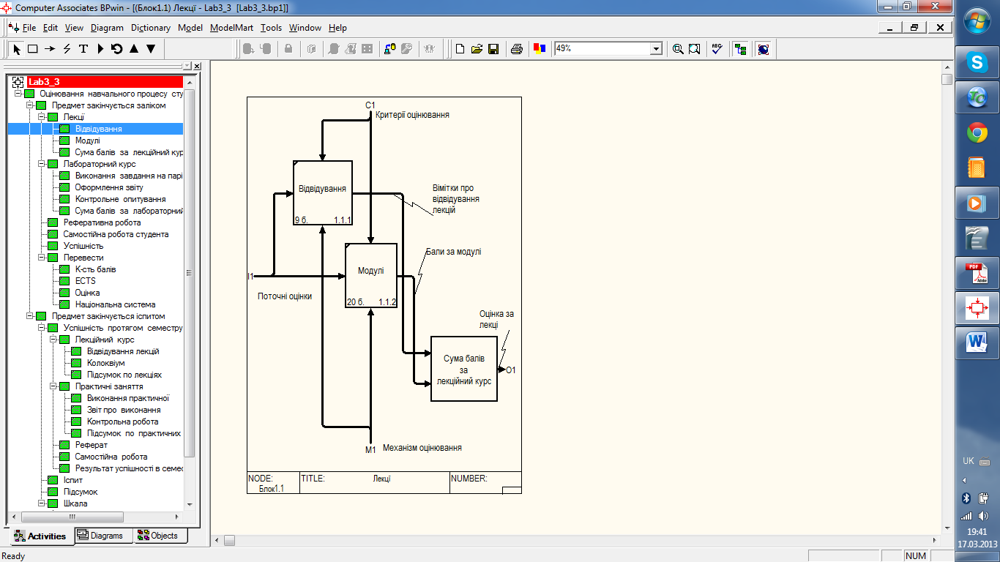 Computer Associates BPwin - [(Блок1.1) Лекції - Lab3_3 [Lab3_3.bp1]]
File Edit View Diagram Dictionary Model ModelMart Tools Window Help
49%
ABC
Lab3_3
Оцінювання навчального процесу сту
Предмет закінчується заліком
Лекції
Відвідування
Модулі
Сума балів за лекційний кур
Лабораторний курс
Виконання завдання на парі
Оформлення звіту
Контрольне опитування
Сума балів за лабораторний
Реферативна робота
Самостійна робота студента
Успішність
Перевести
К-сть балів
ECTS
Оцінка
Національна система
Предмет закінчується іспитом
Успішність протягом семестру
Лекційний курс
Відвідування лекцій
Колоквіум
Підсумок по лекціях
Практичні заняття
Виконання практичної
Звіт про виконання
Контрольна робота
Підсумок по практичних
Реферат
Самостійна робота
Результат успішності в семес
Іспит
Підсумок
Шкала
Activities Diagrams Objects
Ready
NUM
C1
Критерії оцінювання
Відвідування
9 б. 1.1.1
Вімітки про
відвідування
лекцій
Бали за модулі
Модулі
20 б. 1.1.2
I1
Поточні оцінки
Оцінка за
лекції
Сума балів
за
лекційний курс
O1
M1 Механізм оцінювання
NODE: TITLE: Лекції NUMBER:
Блок1.1
PDF
UK
19:41
17.03.2013